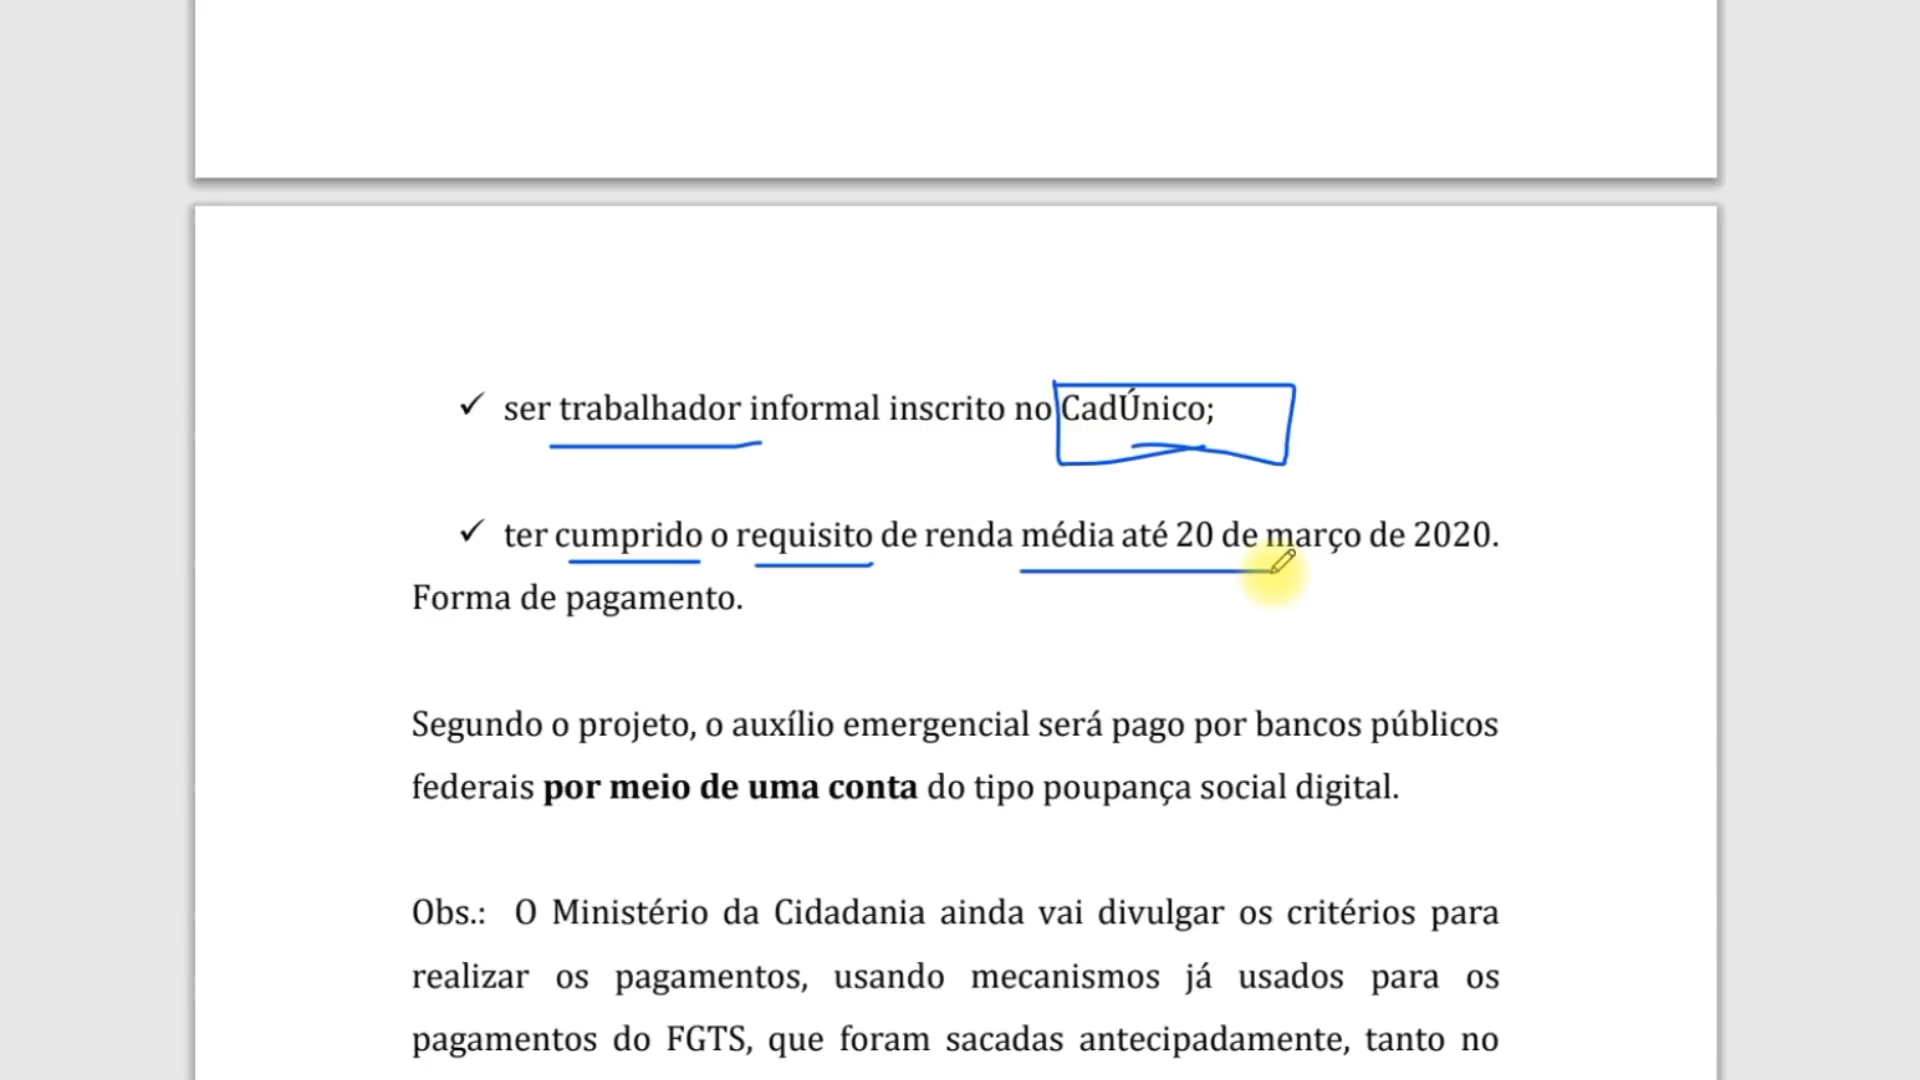 ✓ ser trabalhador informal inscrito no CadÚnico;
✓ ter cumprido o requisito de renda média até 20 de março de 2020.
Forma de pagamento.
Segundo o projeto, o auxílio emergencial será pago por bancos públicos
federais por meio de uma conta do tipo poupança social digital.
Obs.: O Ministério da Cidadania ainda vai divulgar os critérios para
realizar os pagamentos, usando mecanismos já usados para os
pagamentos do FGTS, que foram sacadas antecipadamente, tanto no